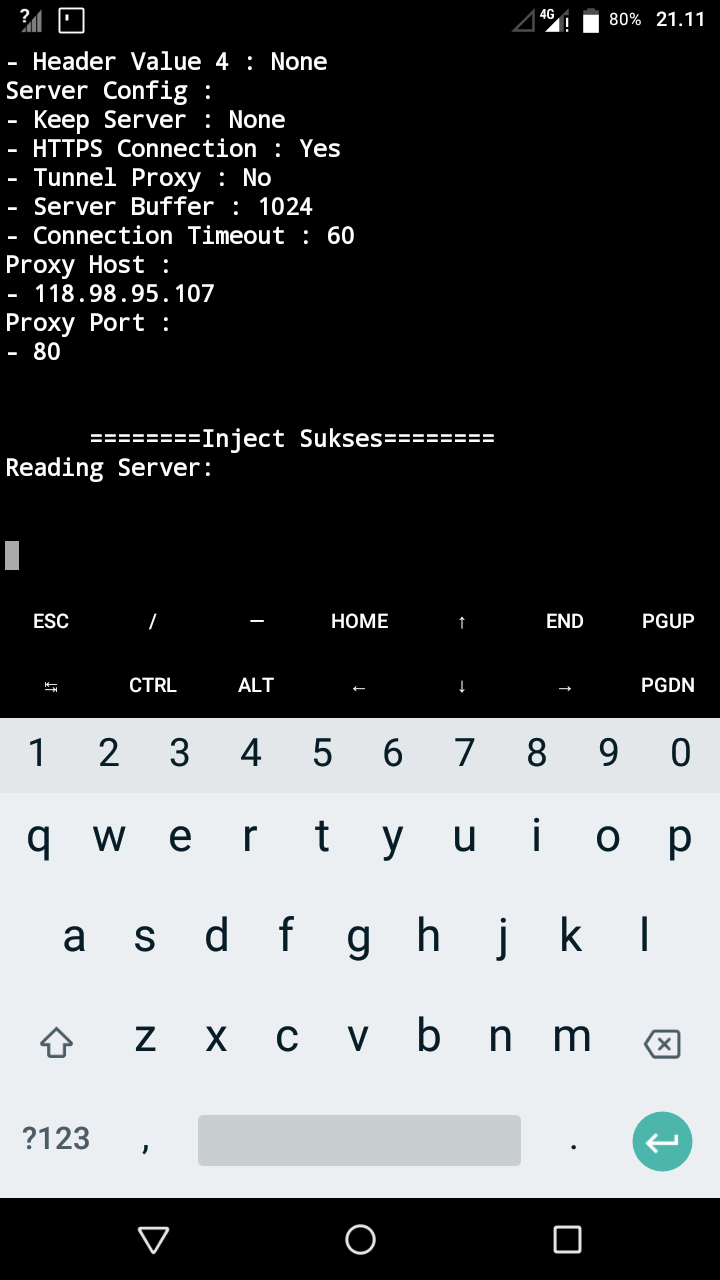 ? 4G ! 80% 21.11
- Header Value 4 : None
Server Config :
- Keep Server : None
- HTTPS Connection : Yes
- Tunnel Proxy : No
- Server Buffer : 1024
- Connection Timeout : 60
Proxy Host :
- 118.98.95.107
Proxy Port :
- 80
========Inject Sukses========
Reading Server:
ESC / — HOME ↑ END PGUP
↹ CTRL ALT ← ↓ → PGDN
1 2 3 4 5 6 7 8 9 0
q w e r t y u i o p
a s d f g h j k l
z x c v b n m
?123 , .